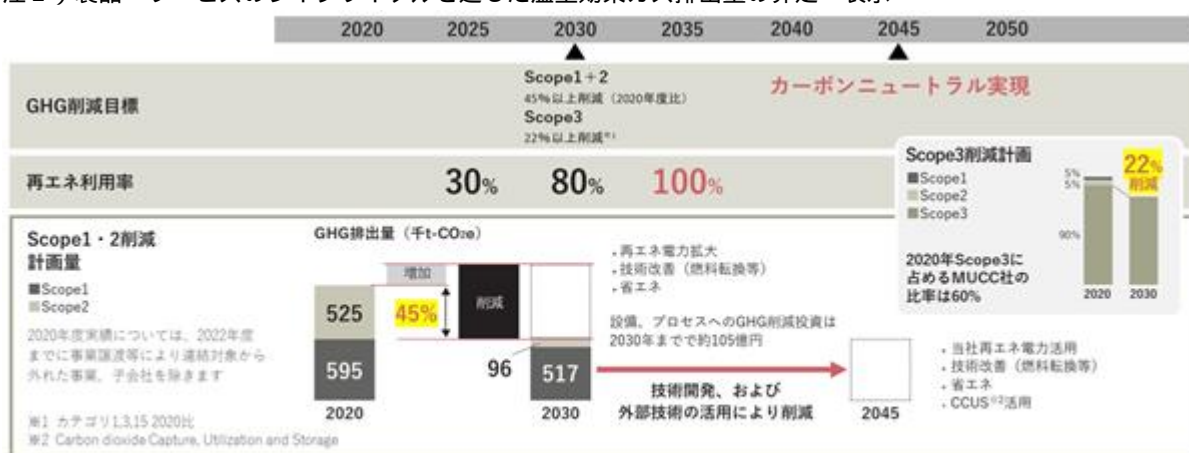 2020 2025 2030 2035 2040 2045 2050
GHG削減目標
Scope1+2
45%以上削減（2020年度比）
Scope3
22%以上削減※1
カーボンニュートラル実現
再エネ利用率
30% 80% 100%
Scope3削減計画
■Scope1
■Scope2
■Scope3
2020年Scope3に
占めるMUCC社の
比率は60%
5%
5%
90%
22%
削減
2020 2030
Scope1・2削減
計画量
■Scope1
■Scope2
2020年度実績については、2022年度
までに事業譲渡等により連結対象から
外れた事業、子会社を除きます
※1 カテゴリ1,3,15 2020比
※2 Carbon dioxide Capture, Utilization and Storage
GHG排出量（千t-CO2e）
525
595
2020
増加
45%
削減
96
517
2030
・再エネ電力拡大
・技術改善（燃料転換等）
・省エネ
設備、プロセスへのGHG削減投資は
2030年までで約105億円
技術開発、および
外部技術の活用により削減
2045
・当社再エネ電力活用
・技術改善（燃料転換等）
・省エネ
・CCUS※2活用